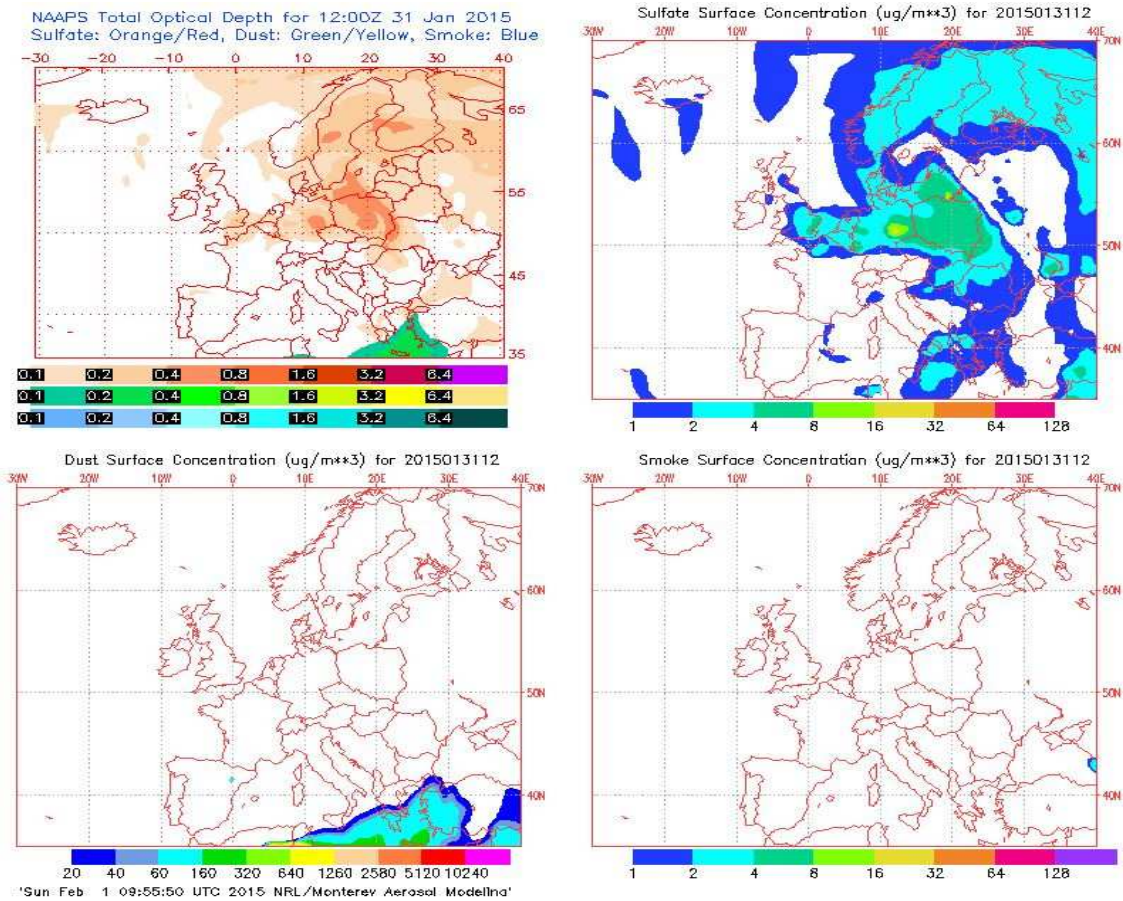 NAAPS Total Optical Depth for 12:00Z 31 Jan 2015
Sulfate: Orange/Red, Dust: Green/Yellow, Smoke: Blue
-30 -20 -10 0 10 20 30 40
65
55
45
35
0.1 0.2 0.4 0.8 1.6 3.2 6.4
0.1 0.2 0.4 0.8 1.6 3.2 6.4
0.1 0.2 0.4 0.8 1.6 3.2 6.4
Sulfate Surface Concentration (ug/m**3) for 2015013112
30W 20W 10W 0 10E 20E 30E 40E
70N
60N
50N
40N
1 2 4 8 16 32 64 128
Dust Surface Concentration (ug/m**3) for 2015013112
30W 20W 10W 0 10E 20E 30E 40E
70N
60N
50N
40N
20 40 60 160 320 640 1260 2580 5120 10240
'Sun Feb 1 09:55:50 UTC 2015 NRL/Monterey Aerosol Modeling'
Smoke Surface Concentration (ug/m**3) for 2015013112
30W 20W 10W 0 10E 20E 30E 40E
70N
60N
50N
40N
1 2 4 8 16 32 64 128